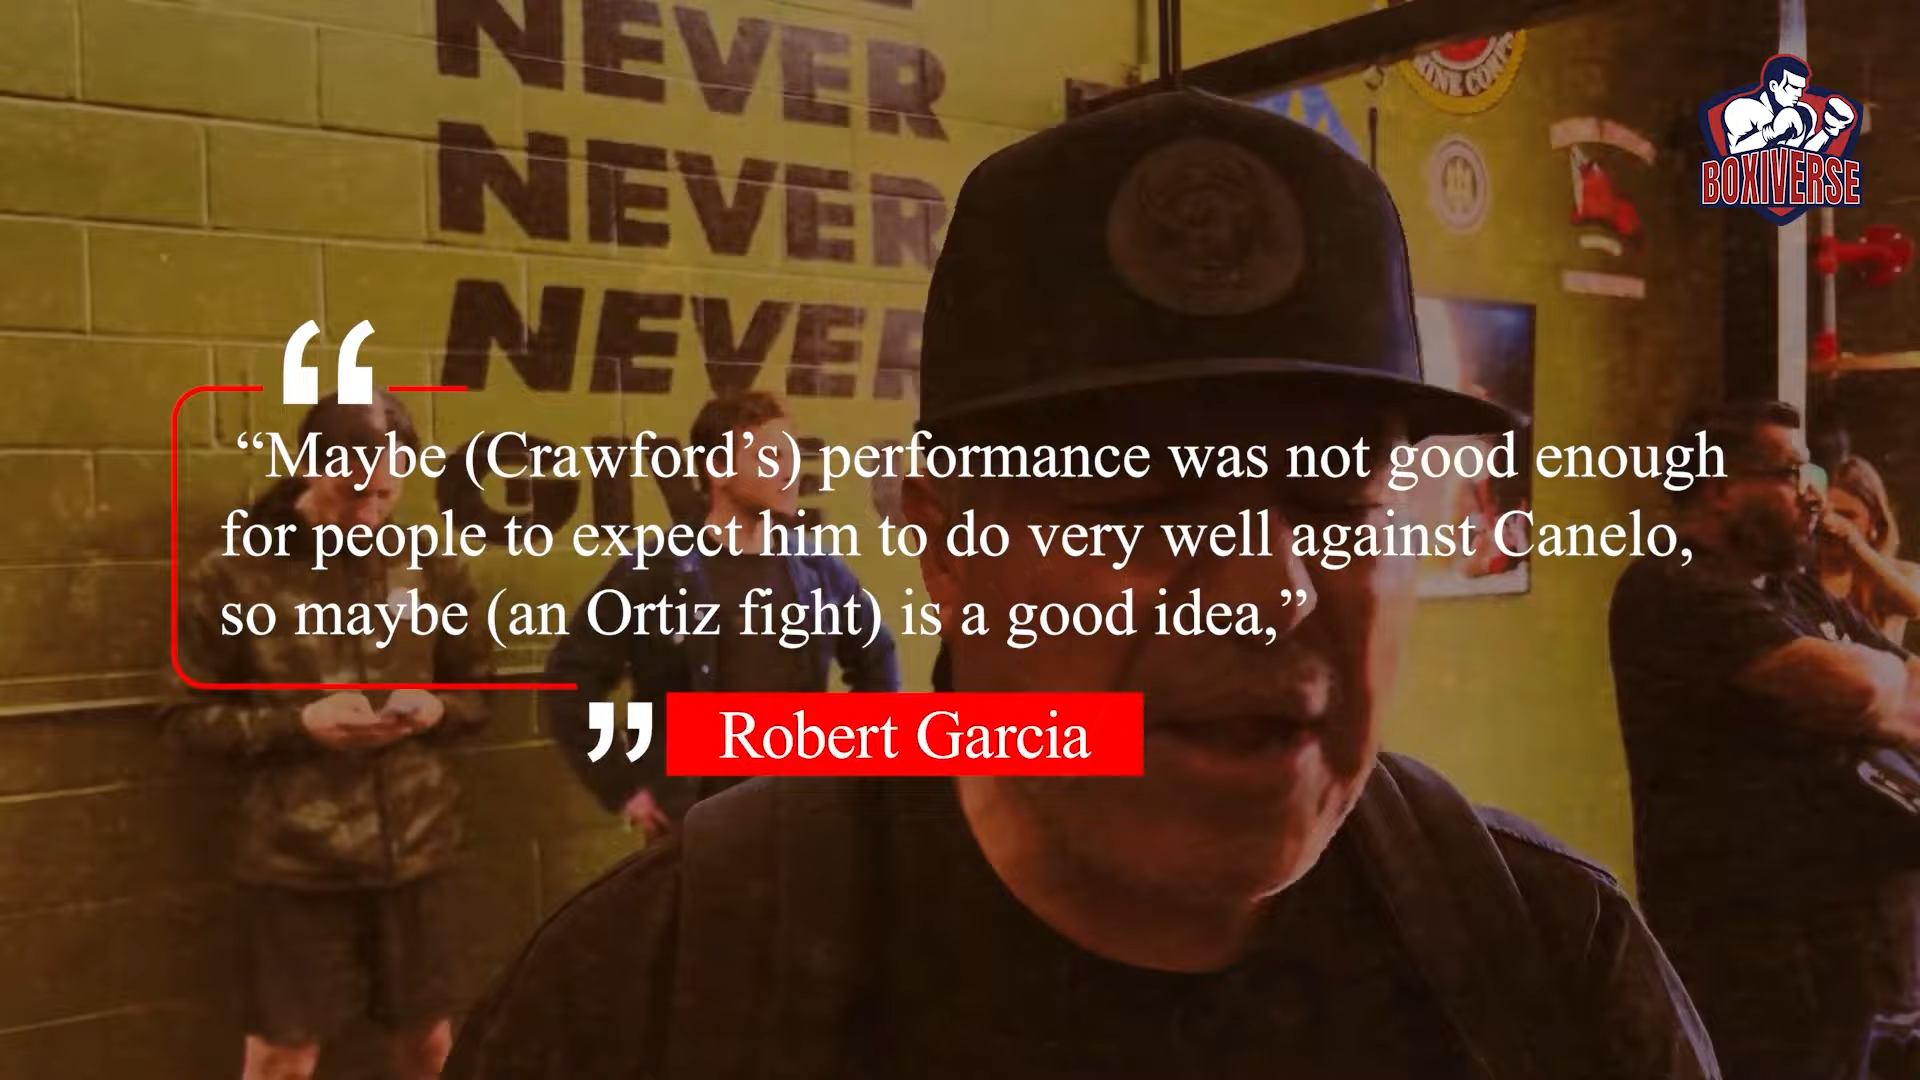 NEVER
NEVER
NEVER
BOXIVERSE
“Maybe (Crawford’s) performance was not good enough
for people to expect him to do very well against Canelo,
so maybe (an Ortiz fight) is a good idea,”
Robert Garcia